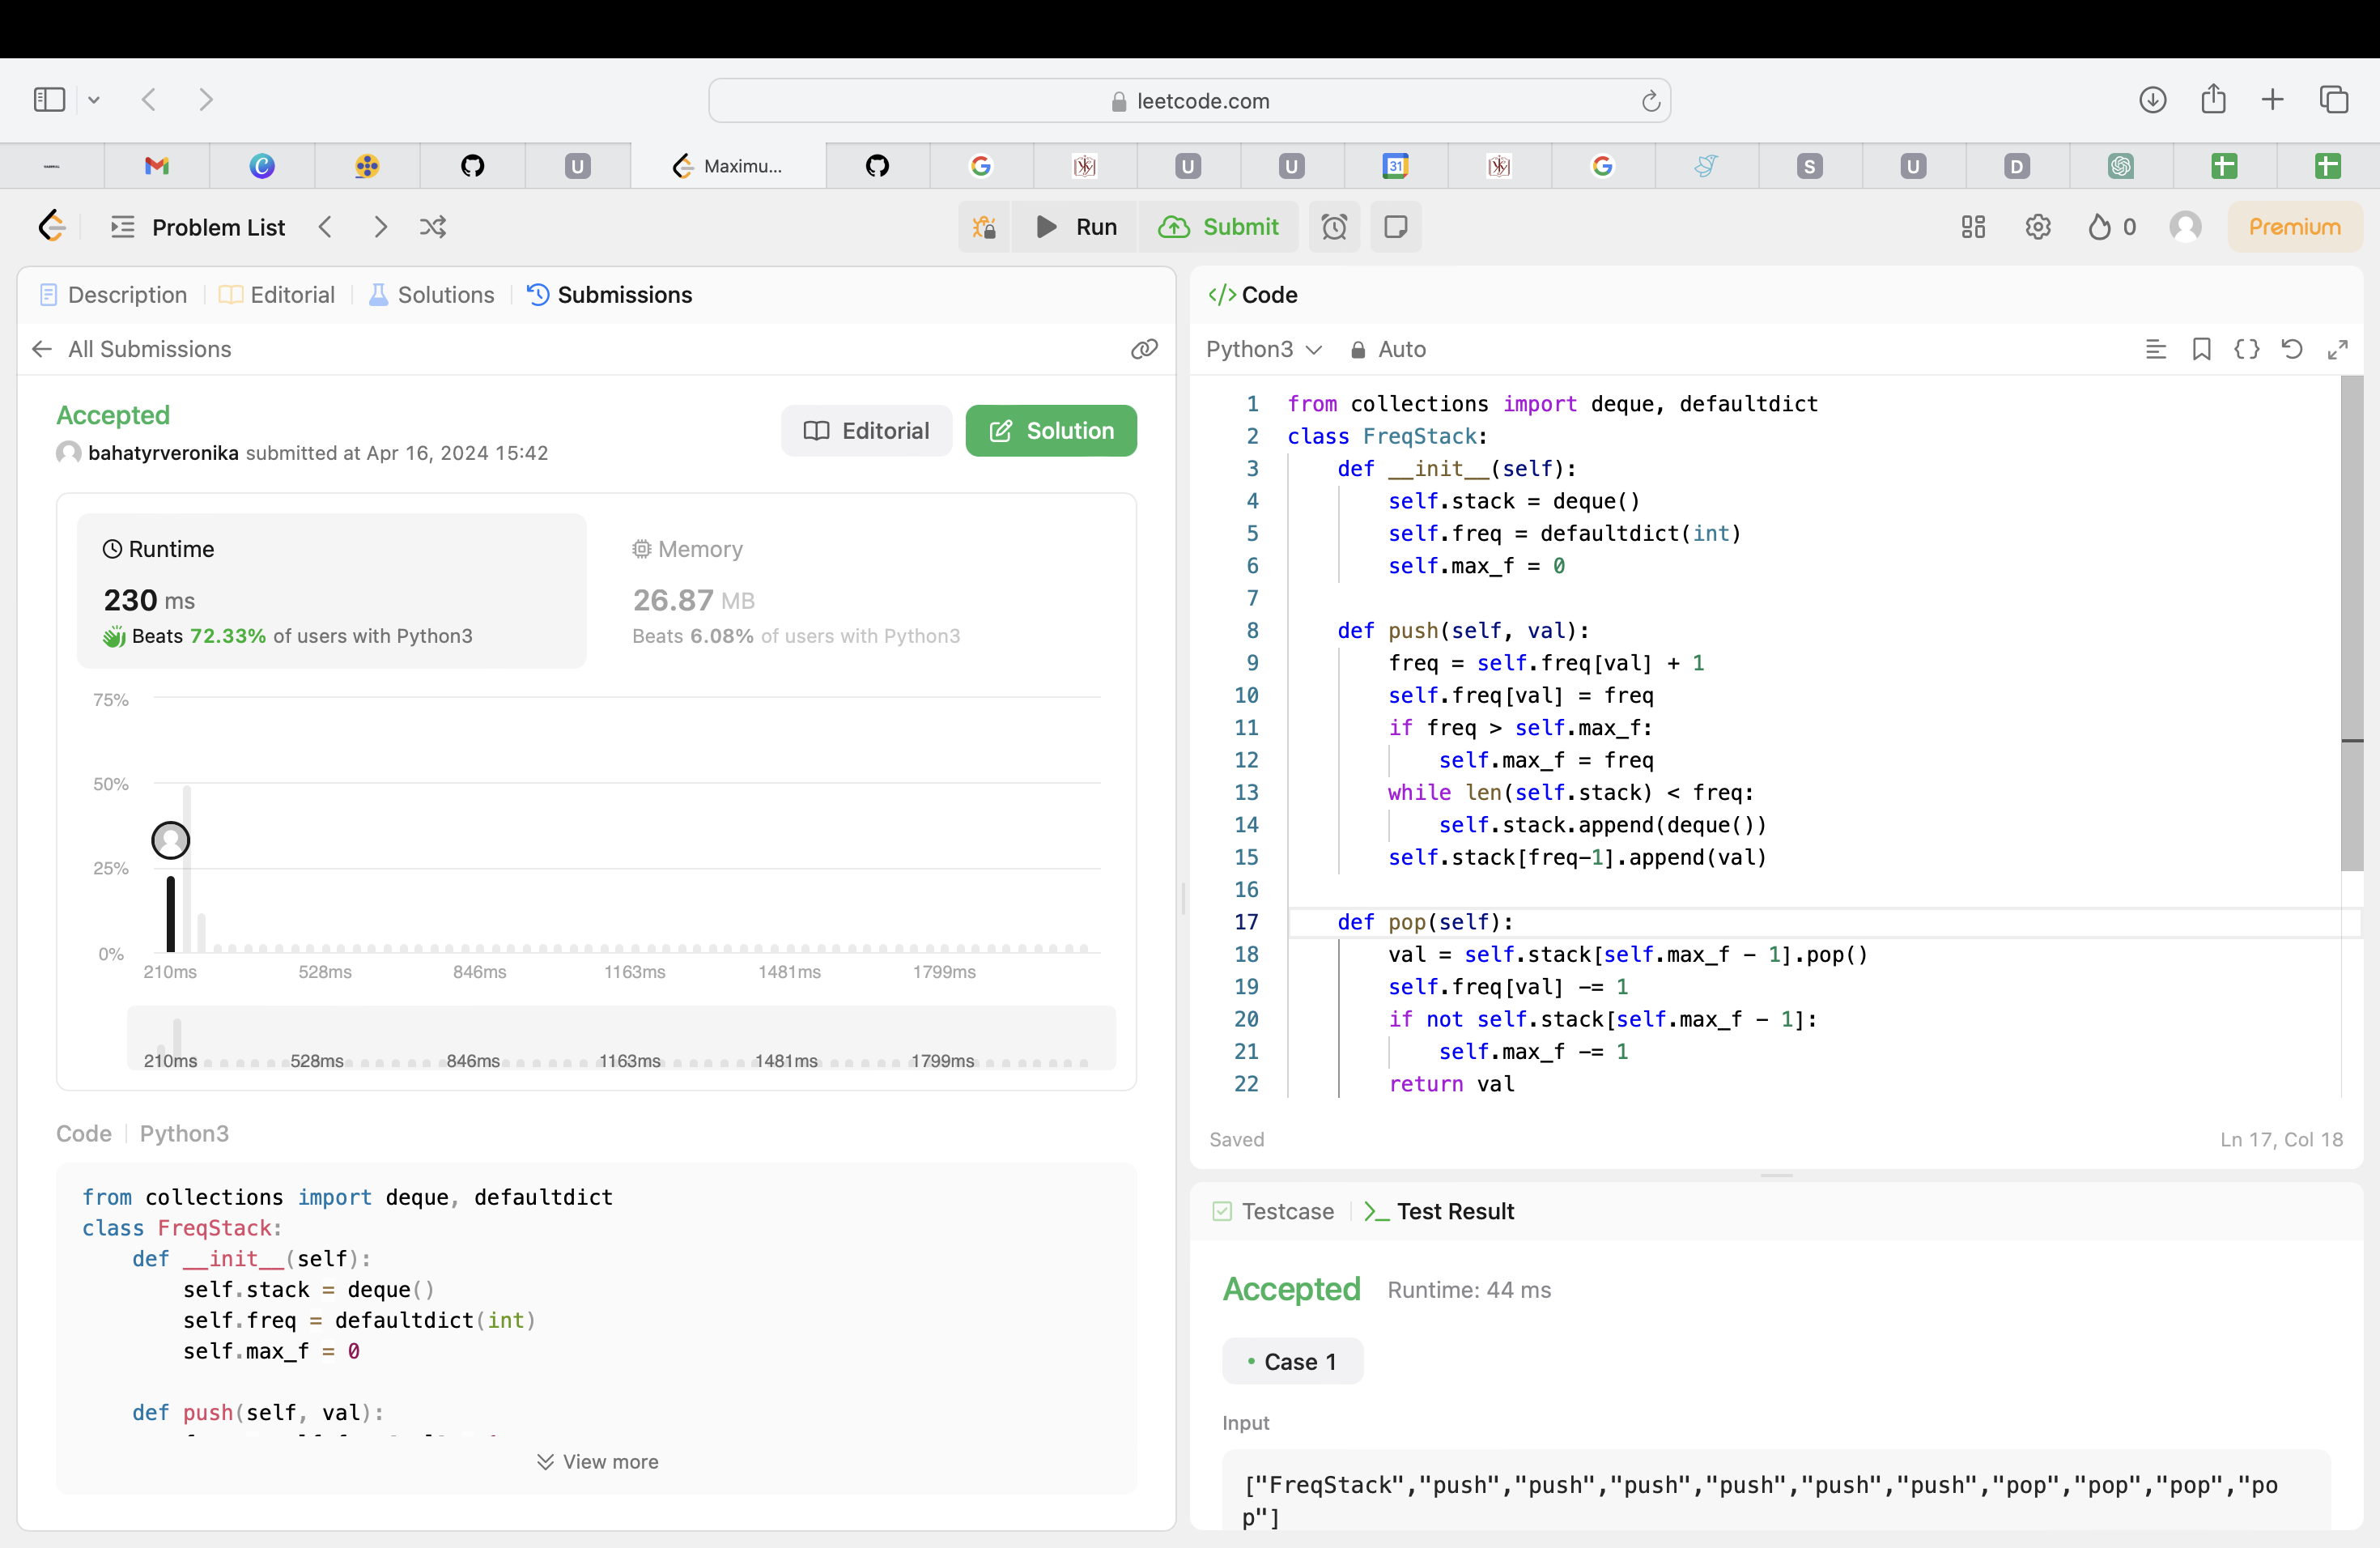 leetcode.com
U
Maximu...
U
U
31
S
U
D
Problem List
Run
Submit
0
Premium
Description
Editorial
Solutions
Submissions
All Submissions
Accepted
bahatyrveronika submitted at Apr 16, 2024 15:42
Editorial
Solution
Runtime
230 ms
Beats 72.33% of users with Python3
Memory
26.87 MB
Beats 6.08% of users with Python3
75%
50%
25%
0%
210ms 528ms 846ms 1163ms 1481ms 1799ms
210ms 528ms 846ms 1163ms 1481ms 1799ms
Code Python3
from collections import deque, defaultdict
class FreqStack:
    def __init__(self):
        self.stack = deque()
        self.freq = defaultdict(int)
        self.max_f = 0
    def push(self, val):
View more
</> Code
Python3 Auto
1 from collections import deque, defaultdict
2 class FreqStack:
3     def __init__(self):
4         self.stack = deque()
5         self.freq = defaultdict(int)
6         self.max_f = 0
7
8     def push(self, val):
9         freq = self.freq[val] + 1
10         self.freq[val] = freq
11         if freq > self.max_f:
12             self.max_f = freq
13         while len(self.stack) < freq:
14             self.stack.append(deque())
15         self.stack[freq-1].append(val)
16
17     def pop(self):
18         val = self.stack[self.max_f - 1].pop()
19         self.freq[val] -= 1
20         if not self.stack[self.max_f - 1]:
21             self.max_f -= 1
22         return val
Saved
Ln 17, Col 18
Testcase
Test Result
Accepted Runtime: 44 ms
Case 1
Input
["FreqStack","push","push","push","push","push","push","pop","pop","pop","po
p"]